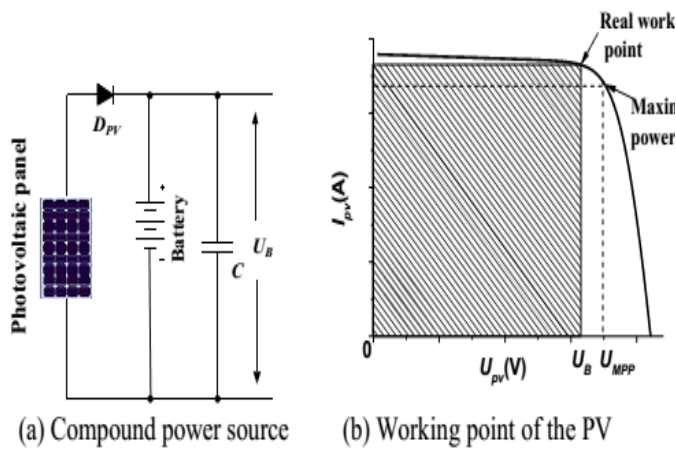 Photovoltaic panel
D_PV
+
Battery
-
C
U_B
(a) Compound power source
Real work
point
Maxin
power
I_pv(A)
0
U_pv(V)
U_B
U_MPP
(b) Working point of the PV